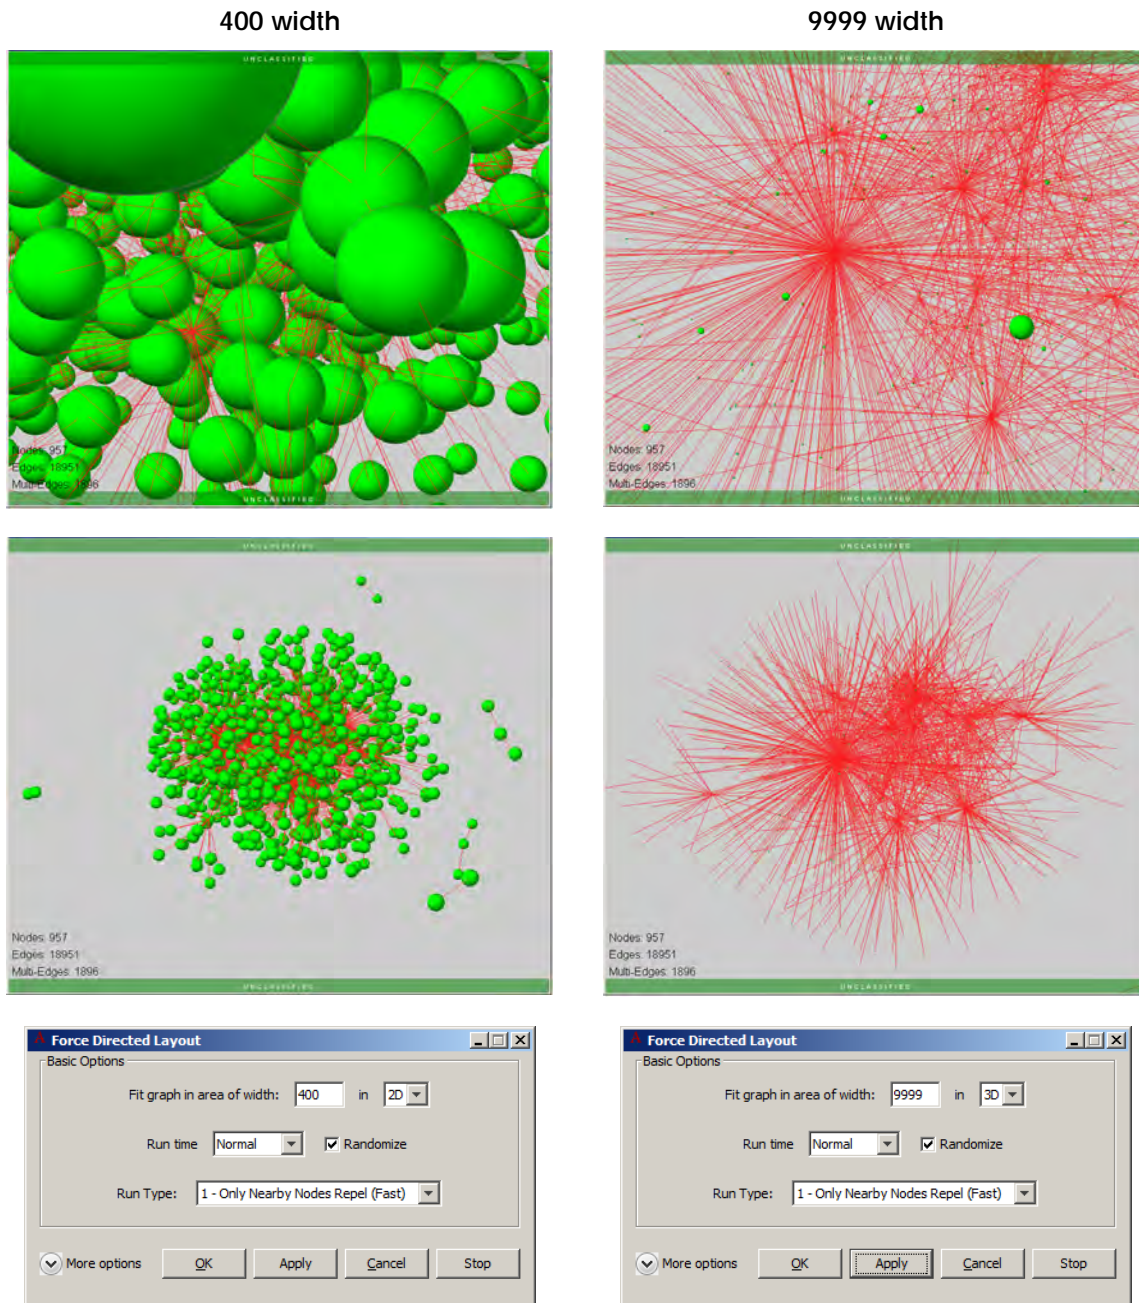 400 width
9999 width
UNCLASSIFIED
UNCLASSIFIED
Nodes: 957
Edges: 18951
Multi-Edges: 1896
UNCLASSIFIED
Nodes: 957
Edges: 18951
Multi-Edges: 1896
UNCLASSIFIED
UNCLASSIFIED
UNCLASSIFIED
Nodes: 957
Edges: 18951
Multi-Edges: 1896
UNCLASSIFIED
Nodes: 957
Edges: 18951
Multi-Edges: 1896
UNCLASSIFIED
Force Directed Layout
Basic Options
Fit graph in area of width: 400 in 2D
Run time Normal Randomize
Run Type: 1 - Only Nearby Nodes Repel (Fast)
More options OK Apply Cancel Stop
Force Directed Layout
Basic Options
Fit graph in area of width: 9999 in 3D
Run time Normal Randomize
Run Type: 1 - Only Nearby Nodes Repel (Fast)
More options OK Apply Cancel Stop